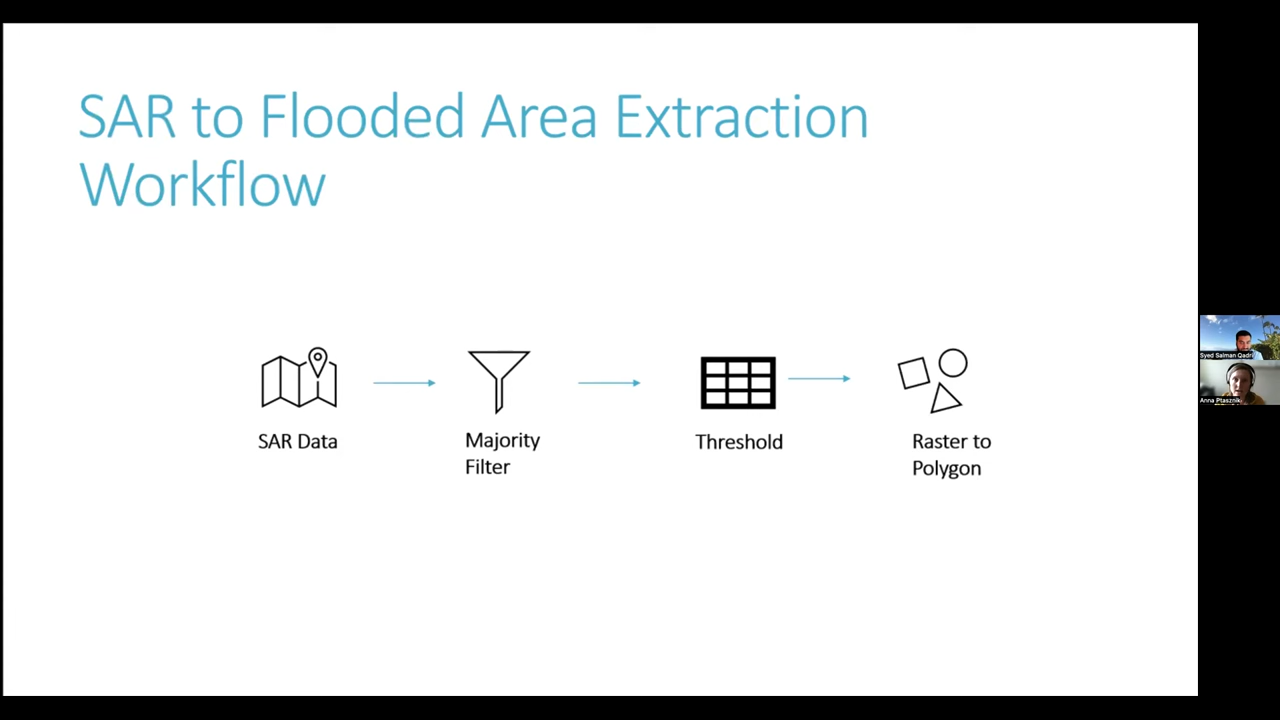 SAR to Flooded Area Extraction
Workflow
SAR Data
Majority
Filter
Threshold
Raster to
Polygon
Syed Salman Qadri
Anna Ptasznik